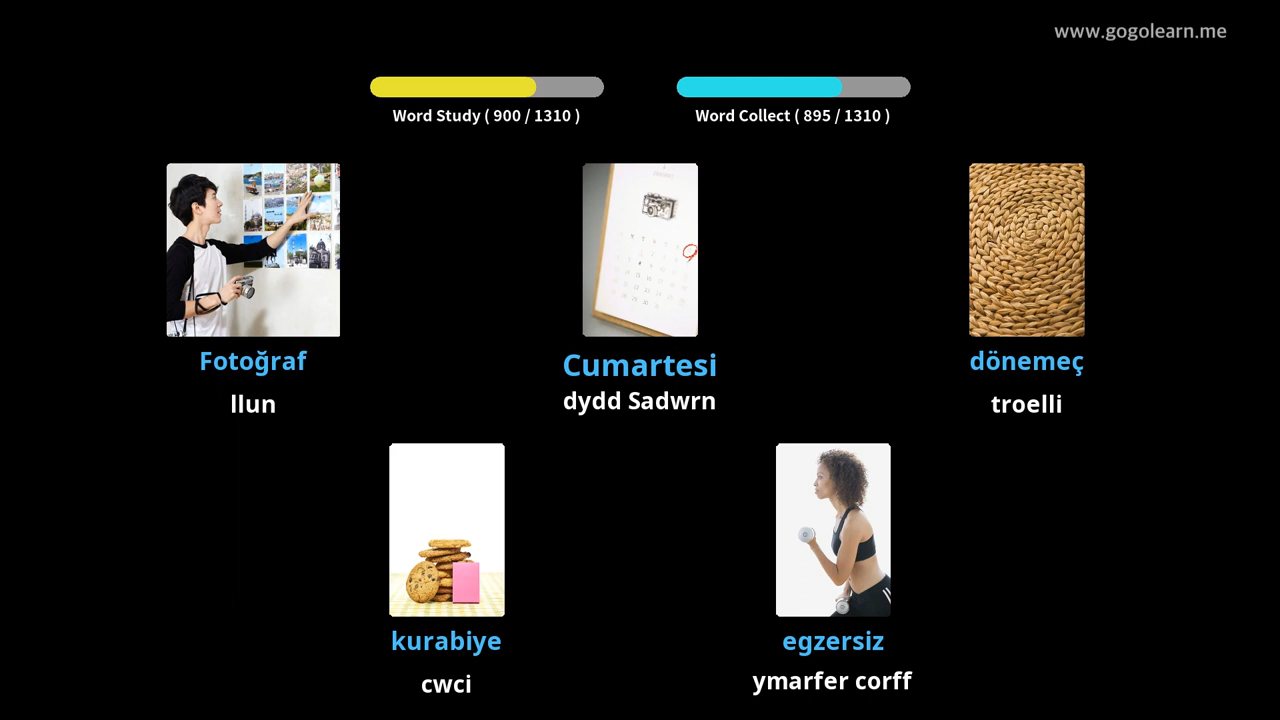 www.gogolearn.me
Word Study ( 900 / 1310 )
Word Collect ( 895 / 1310 )
Fotoğraf
llun
Cumartesi
dydd Sadwrn
dönemeç
troelli
kurabiye
cwci
egzersiz
ymarfer corff